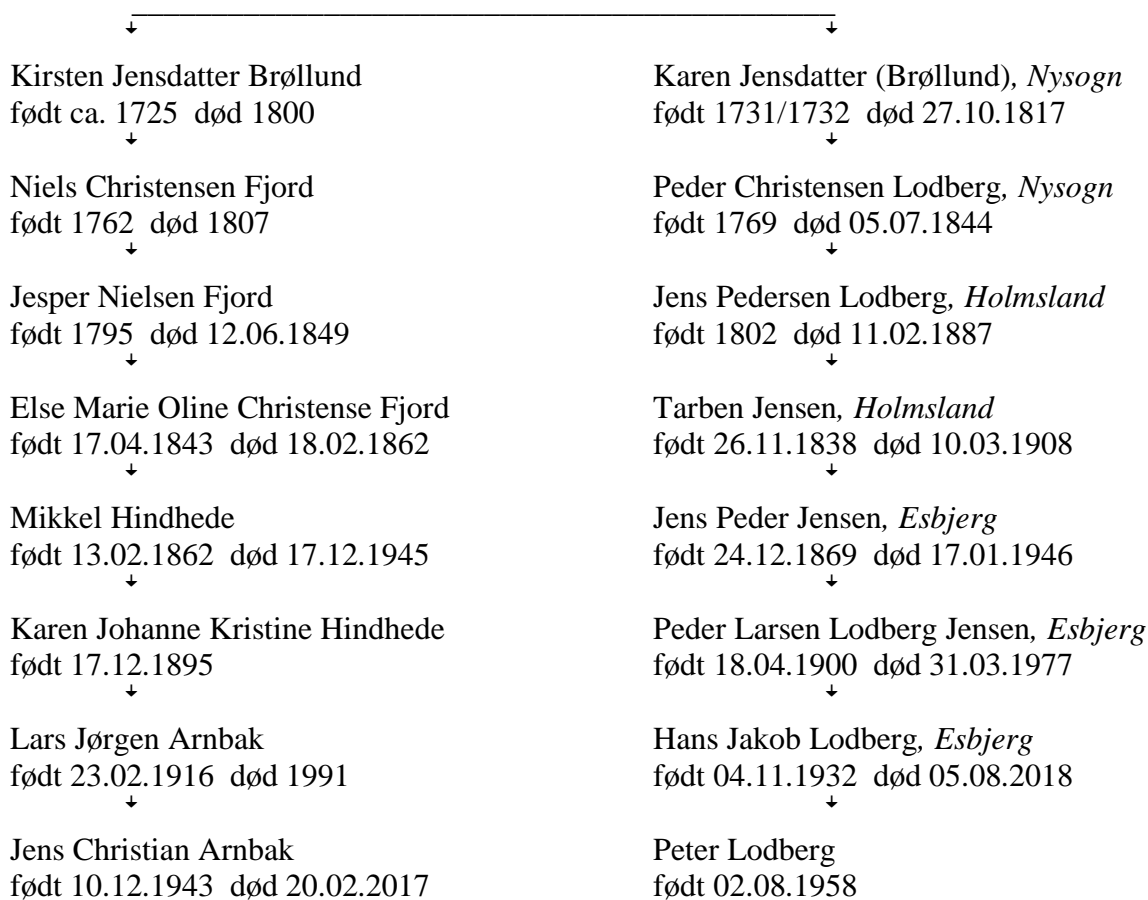 Kirsten Jensdatter Brøllund
født ca. 1725 død 1800
Niels Christensen Fjord
født 1762 død 1807
Jesper Nielsen Fjord
født 1795 død 12.06.1849
Else Marie Oline Christense Fjord
født 17.04.1843 død 18.02.1862
Mikkel Hindhede
født 13.02.1862 død 17.12.1945
Karen Johanne Kristine Hindhede
født 17.12.1895
Lars Jørgen Arnbak
født 23.02.1916 død 1991
Jens Christian Arnbak
født 10.12.1943 død 20.02.2017
Karen Jensdatter (Brøllund), Nysogn
født 1731/1732 død 27.10.1817
Peder Christensen Lodberg, Nysogn
født 1769 død 05.07.1844
Jens Pedersen Lodberg, Holmsland
født 1802 død 11.02.1887
Tarben Jensen, Holmsland
født 26.11.1838 død 10.03.1908
Jens Peder Jensen, Esbjerg
født 24.12.1869 død 17.01.1946
Peder Larsen Lodberg Jensen, Esbjerg
født 18.04.1900 død 31.03.1977
Hans Jakob Lodberg, Esbjerg
født 04.11.1932 død 05.08.2018
Peter Lodberg
født 02.08.1958